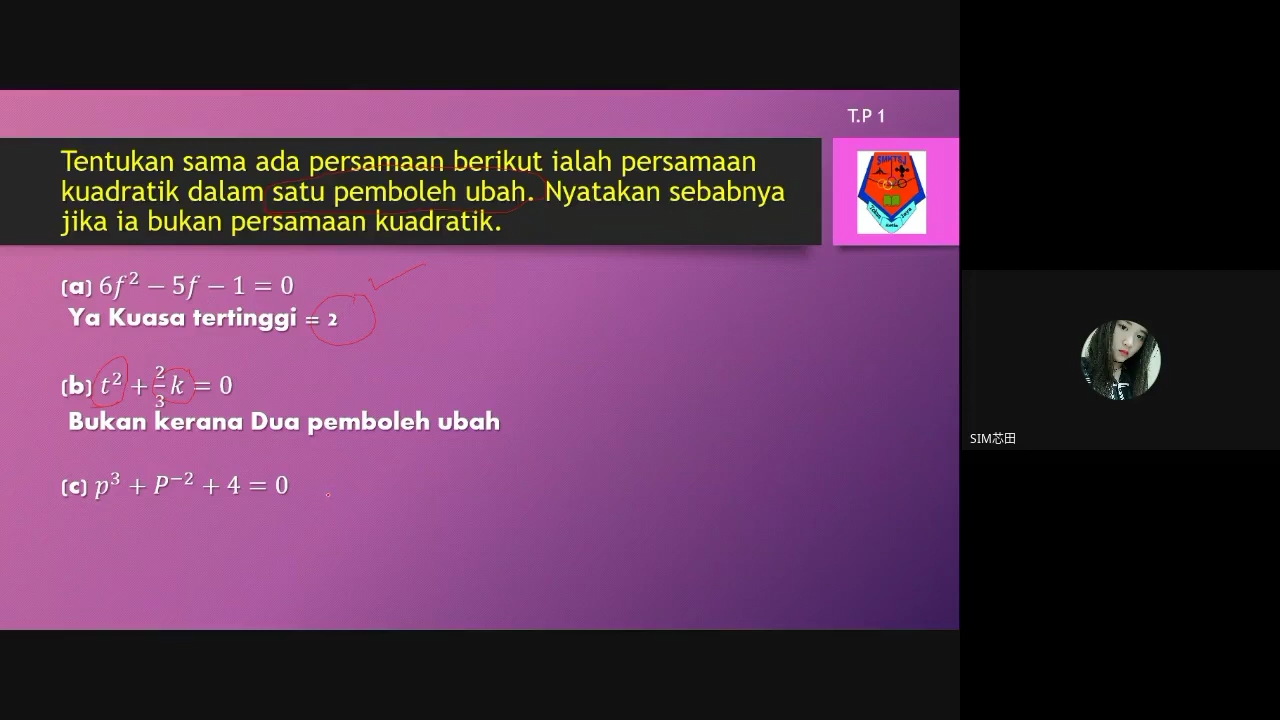 T.P 1
Tentukan sama ada persamaan berikut ialah persamaan
kuadratik dalam satu pemboleh ubah. Nyatakan sebabnya
jika ia bukan persamaan kuadratik.
SMKTBJ
(a) 6f² − 5f − 1 = 0
Ya Kuasa tertinggi = 2
(b) t² + 2/3 k = 0
Bukan kerana Dua pemboleh ubah
(c) p³ + P⁻² + 4 = 0
SIM芯田